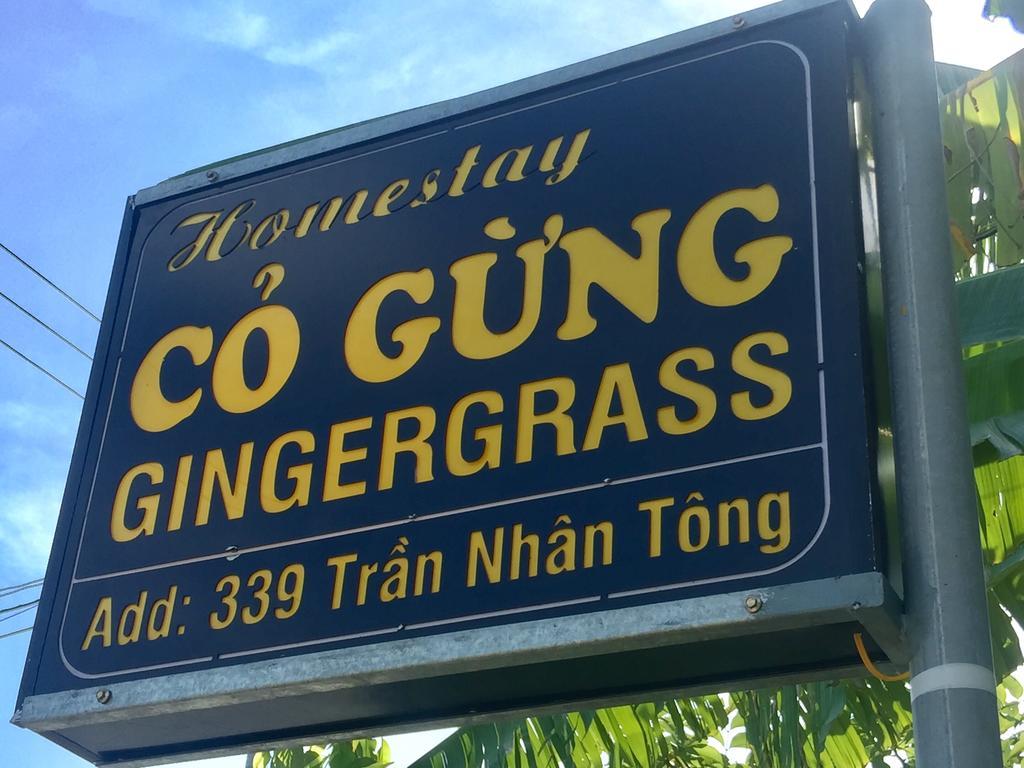 Homestay
CỎ GỪNG
GINGERGRASS
Add: 339 Trần Nhân Tông